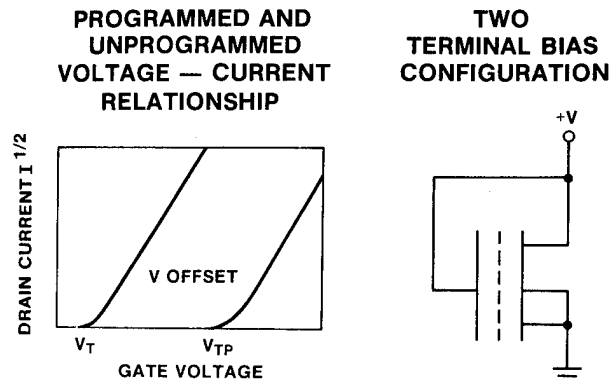 PROGRAMMED AND
UNPROGRAMMED
VOLTAGE — CURRENT
RELATIONSHIP
DRAIN CURRENT I 1/2
V OFFSET
VT
VTP
GATE VOLTAGE
TWO
TERMINAL BIAS
CONFIGURATION
+V